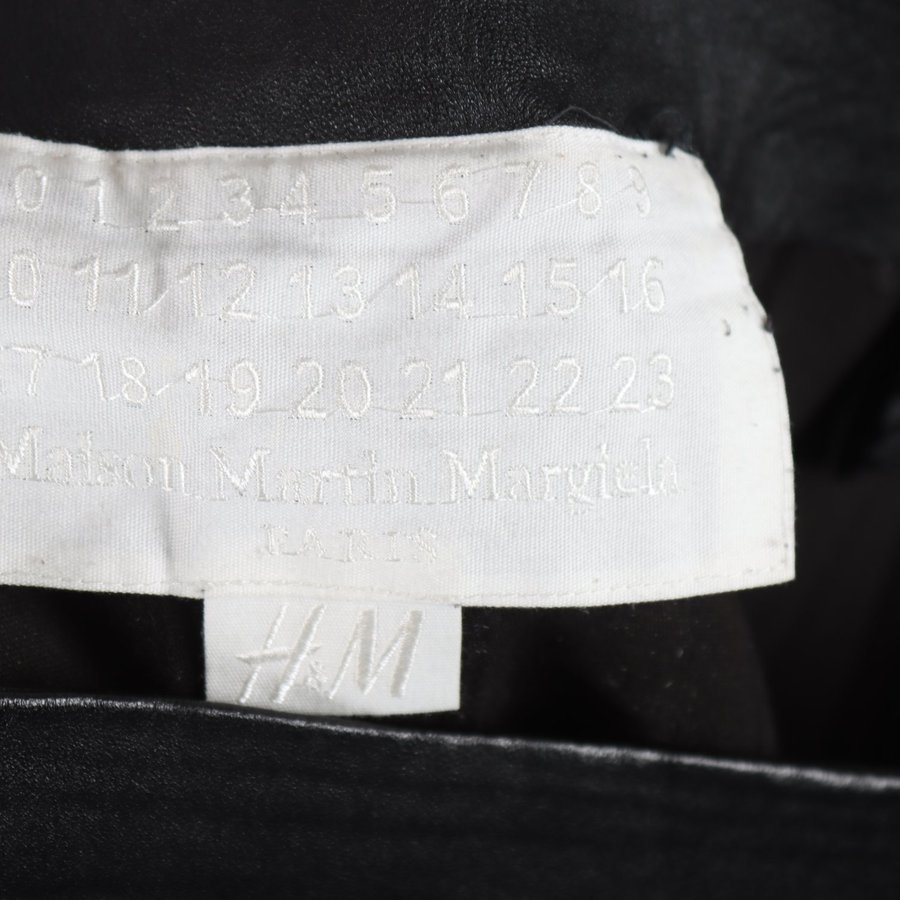 0 1 2 3 4 5 6 7 8 9
0 11 12 13 14 15 16
7 18 19 20 21 22 23
Maison Martin Margiela
PARIS
H&M